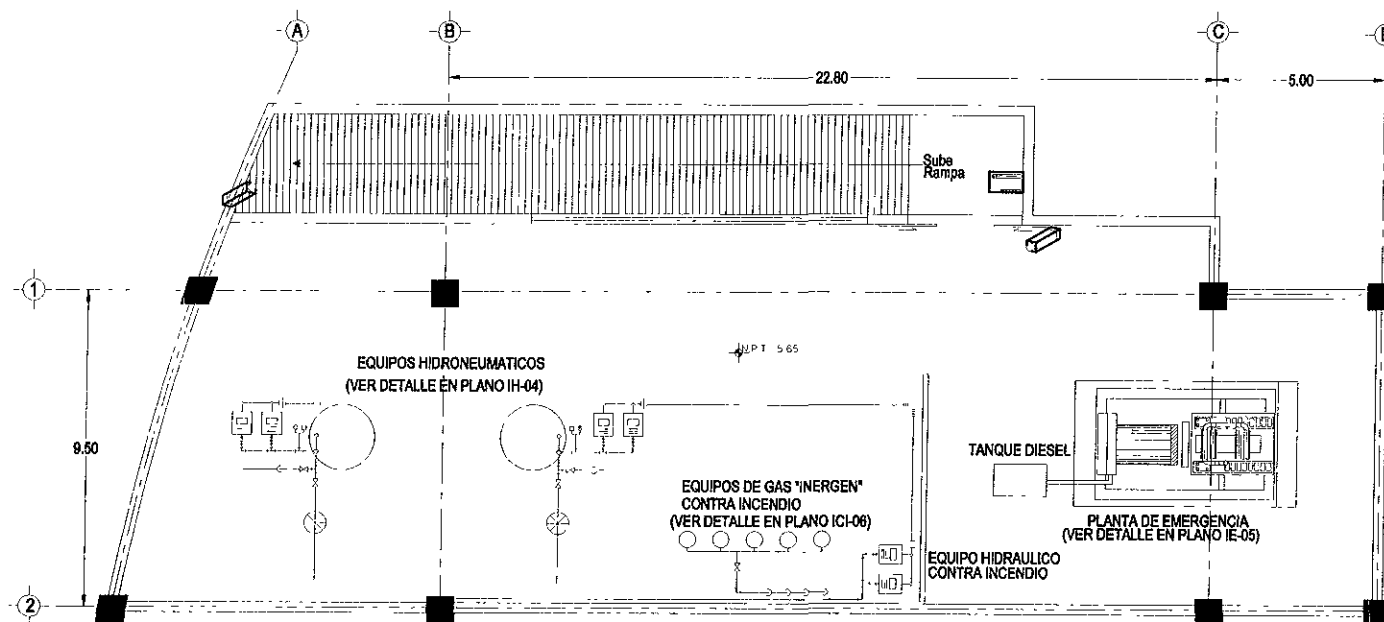 A
B
C
22.80
5.00
Sube
Rampa
1
N.P.T 5.65
EQUIPOS HIDRONEUMATICOS
(VER DETALLE EN PLANO IH-04)
9.50
TANQUE DIESEL
EQUIPOS DE GAS "INERGEN"
CONTRA INCENDIO
(VER DETALLE EN PLANO ICI-06)
PLANTA DE EMERGENCIA
(VER DETALLE EN PLANO IE-05)
EQUIPO HIDRAULICO
CONTRA INCENDIO
2